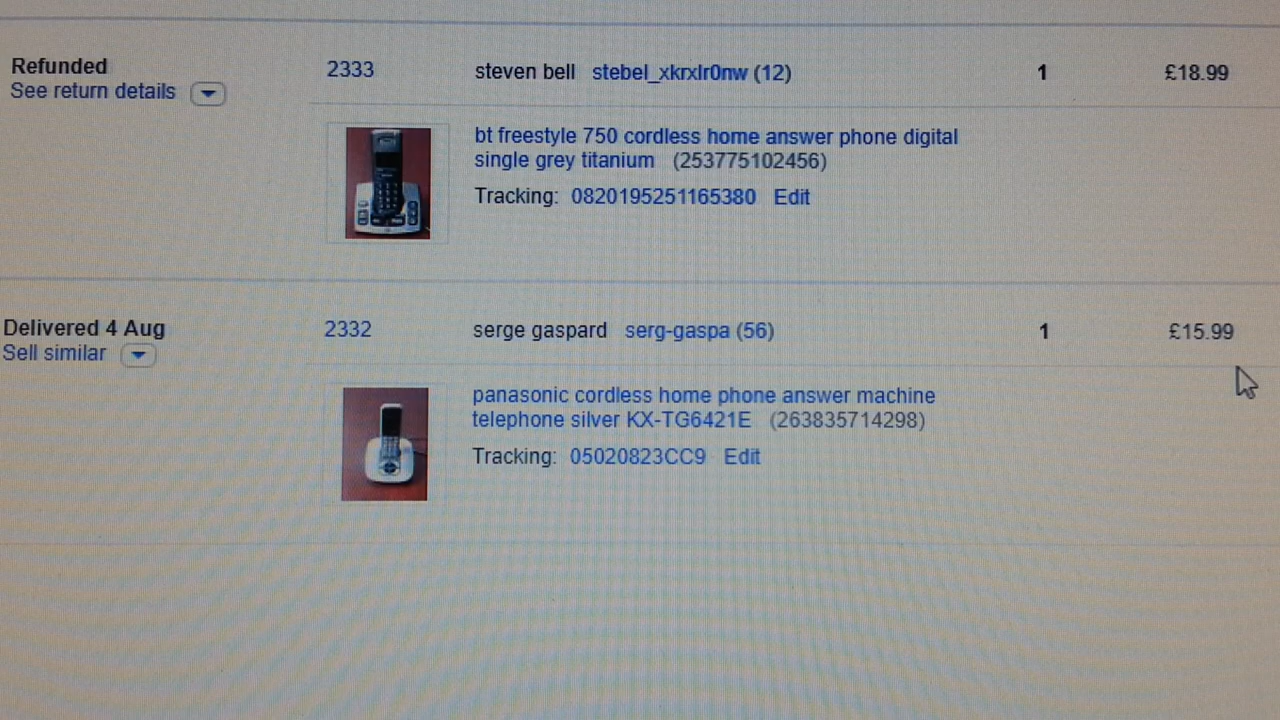 Refunded 2333 steven bell stebel_xkrxlr0nw (12) 1 £18.99
See return details
bt freestyle 750 cordless home answer phone digital
single grey titanium (253775102456)
Tracking: 0820195251165380 Edit
Delivered 4 Aug 2332 serge gaspard serg-gaspa (56) 1 £15.99
Sell similar
panasonic cordless home phone answer machine
telephone silver KX-TG6421E (263835714298)
Tracking: 05020823CC9 Edit